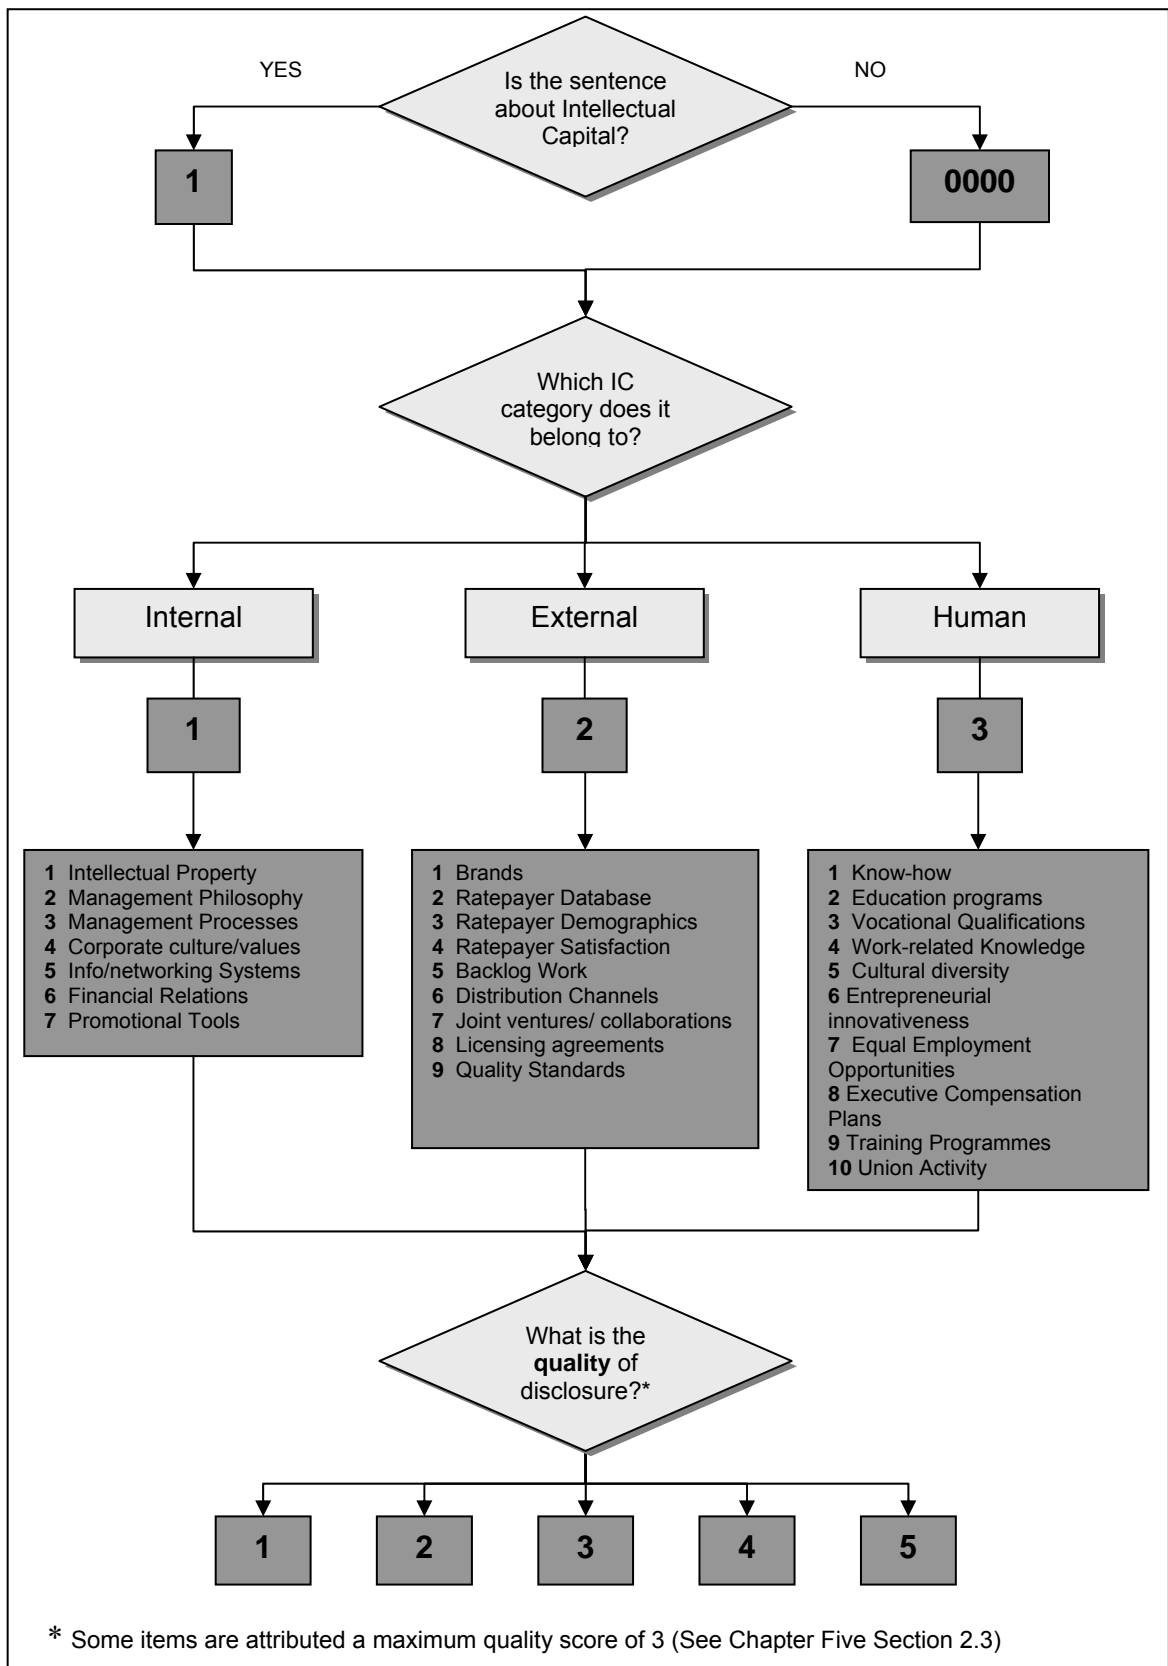 YES
Is the sentence
about Intellectual
Capital?
NO
1
0000
Which IC
category does it
belong to?
Internal
External
Human
1
2
3
1 Intellectual Property
2 Management Philosophy
3 Management Processes
4 Corporate culture/values
5 Info/networking Systems
6 Financial Relations
7 Promotional Tools
1 Brands
2 Ratepayer Database
3 Ratepayer Demographics
4 Ratepayer Satisfaction
5 Backlog Work
6 Distribution Channels
7 Joint ventures/ collaborations
8 Licensing agreements
9 Quality Standards
1 Know-how
2 Education programs
3 Vocational Qualifications
4 Work-related Knowledge
5 Cultural diversity
6 Entrepreneurial
innovativeness
7 Equal Employment
Opportunities
8 Executive Compensation
Plans
9 Training Programmes
10 Union Activity
What is the
quality of
disclosure?*
1
2
3
4
5
* Some items are attributed a maximum quality score of 3 (See Chapter Five Section 2.3)